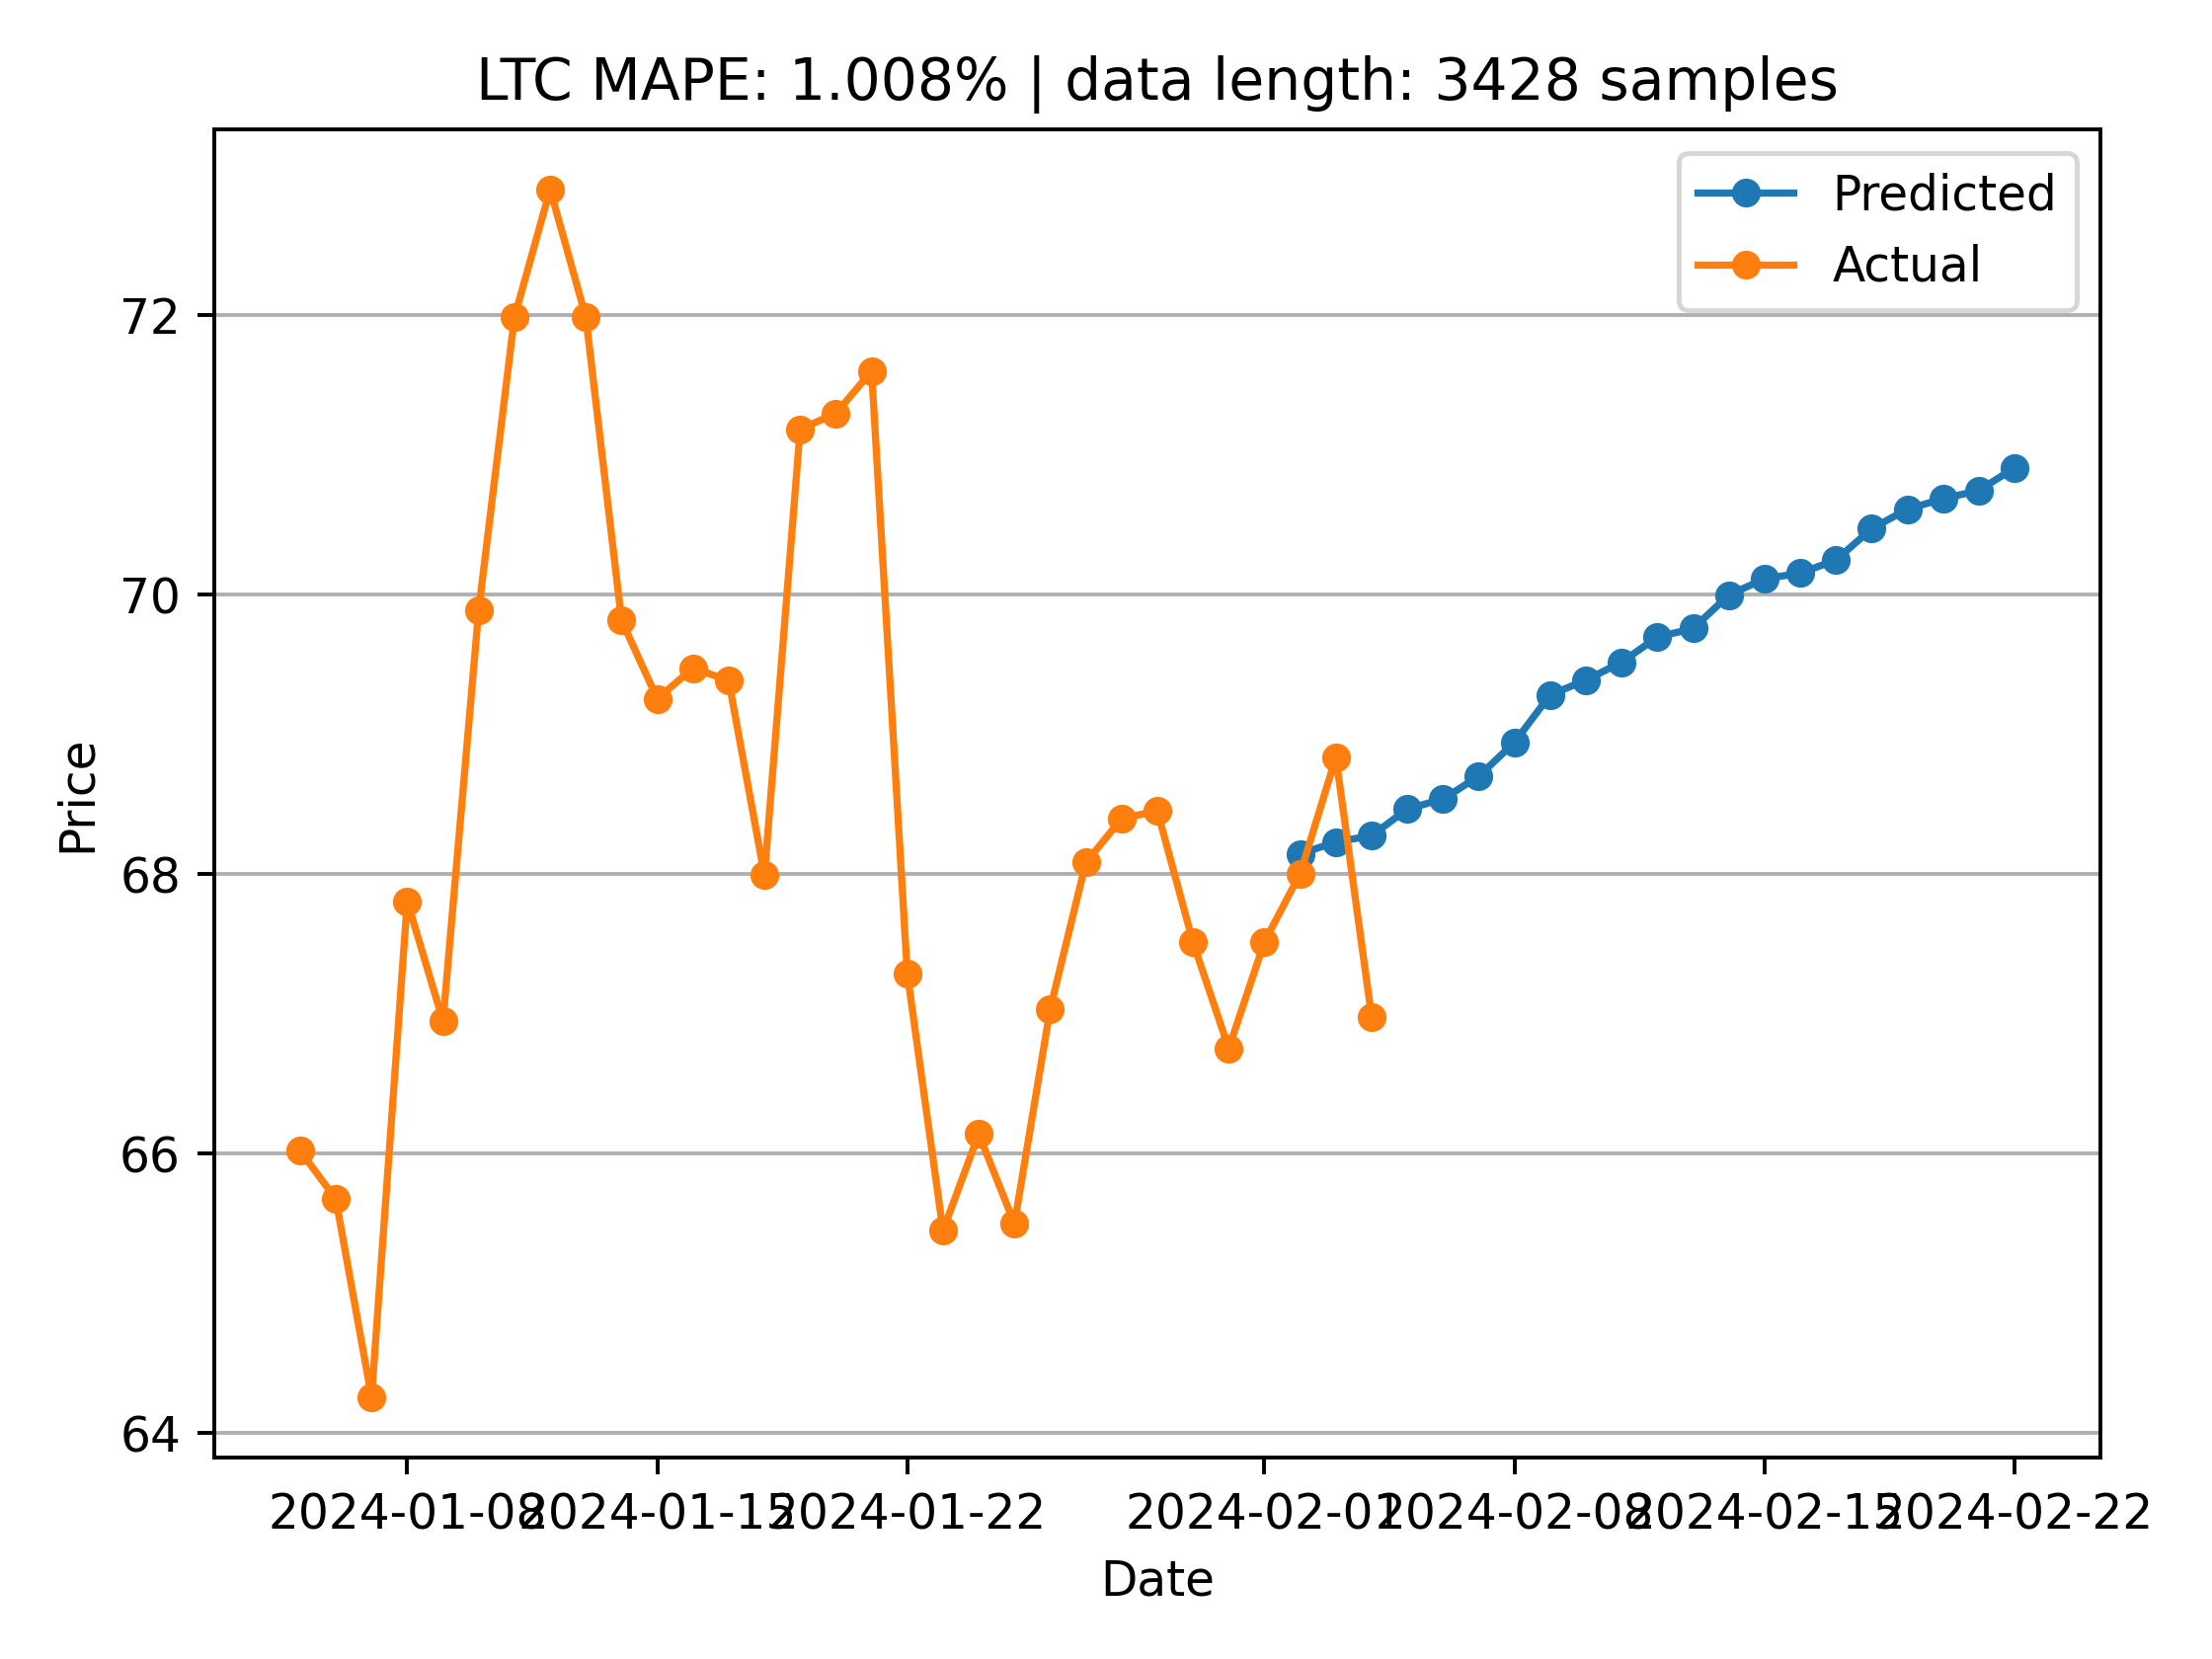 LTC MAPE: 1.008% | data length: 3428 samples
Predicted
Actual
72
70
68
66
64
Price
2024-01-08 2024-01-15 2024-01-22 2024-02-01 2024-02-08 2024-02-15 2024-02-22
Date